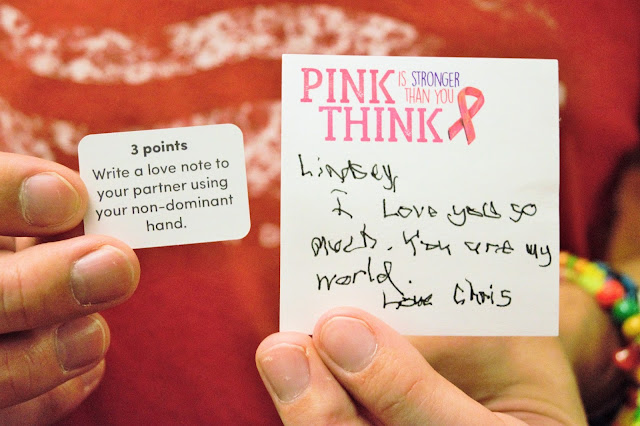 3 points
Write a love note to
your partner using
your non-dominant
hand.
PINK IS STRONGER
THAN YOU
THINK
Lindsey,
I Love you so
much. You are my
world.
Love Chris